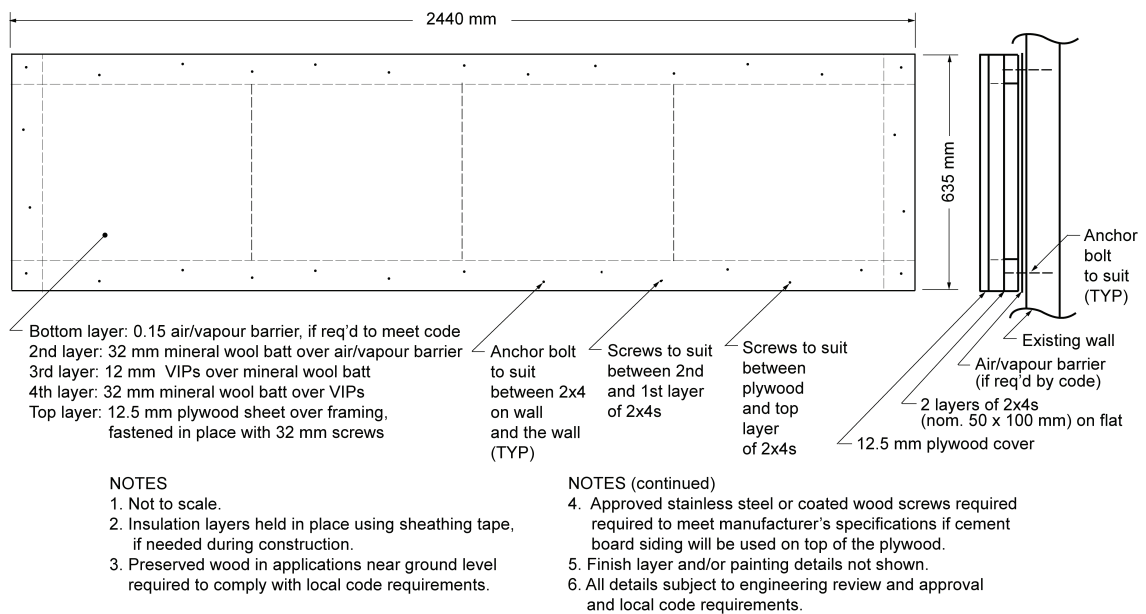 2440 mm
635 mm
Anchor
bolt
to suit
(TYP)
Existing wall
Air/vapour barrier
(if req’d by code)
2 layers of 2x4s
(nom. 50 x 100 mm) on flat
12.5 mm plywood cover
Bottom layer: 0.15 air/vapour barrier, if req’d to meet code
2nd layer: 32 mm mineral wool batt over air/vapour barrier
3rd layer: 12 mm VIPs over mineral wool batt
4th layer: 32 mm mineral wool batt over VIPs
Top layer: 12.5 mm plywood sheet over framing,
fastened in place with 32 mm screws
Anchor bolt
to suit
between 2x4
on wall
and the wall
(TYP)
Screws to suit
between 2nd
and 1st layer
of 2x4s
Screws to suit
between
plywood
and top
layer
of 2x4s
NOTES
1. Not to scale.
2. Insulation layers held in place using sheathing tape,
if needed during construction.
3. Preserved wood in applications near ground level
required to comply with local code requirements.
NOTES (continued)
4. Approved stainless steel or coated wood screws required
required to meet manufacturer’s specifications if cement
board siding will be used on top of the plywood.
5. Finish layer and/or painting details not shown.
6. All details subject to engineering review and approval
and local code requirements.